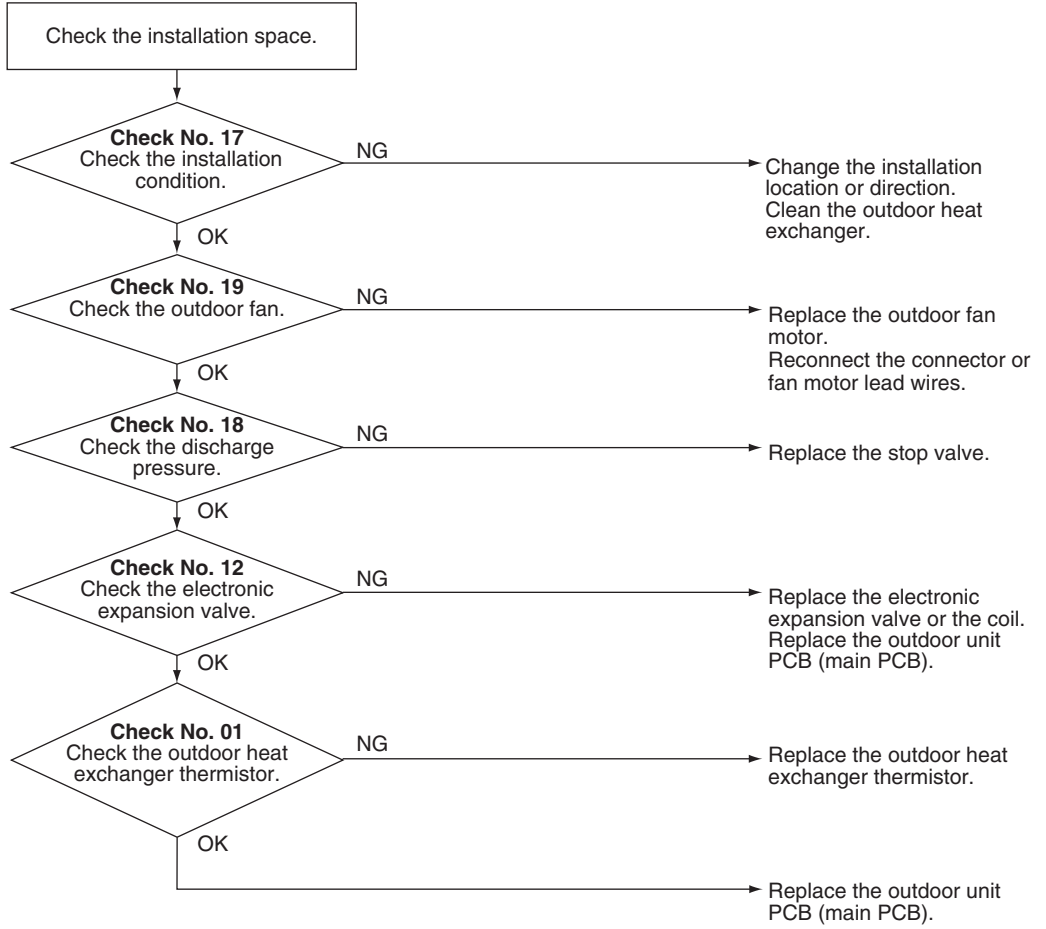 Check the installation space.
Check No. 17
Check the installation
condition.
NG
Change the installation
location or direction.
Clean the outdoor heat
exchanger.
OK
Check No. 19
Check the outdoor fan.
NG
Replace the outdoor fan
motor.
Reconnect the connector or
fan motor lead wires.
OK
Check No. 18
Check the discharge
pressure.
NG
Replace the stop valve.
OK
Check No. 12
Check the electronic
expansion valve.
NG
Replace the electronic
expansion valve or the coil.
Replace the outdoor unit
PCB (main PCB).
OK
Check No. 01
Check the outdoor heat
exchanger thermistor.
NG
Replace the outdoor heat
exchanger thermistor.
OK
Replace the outdoor unit
PCB (main PCB).